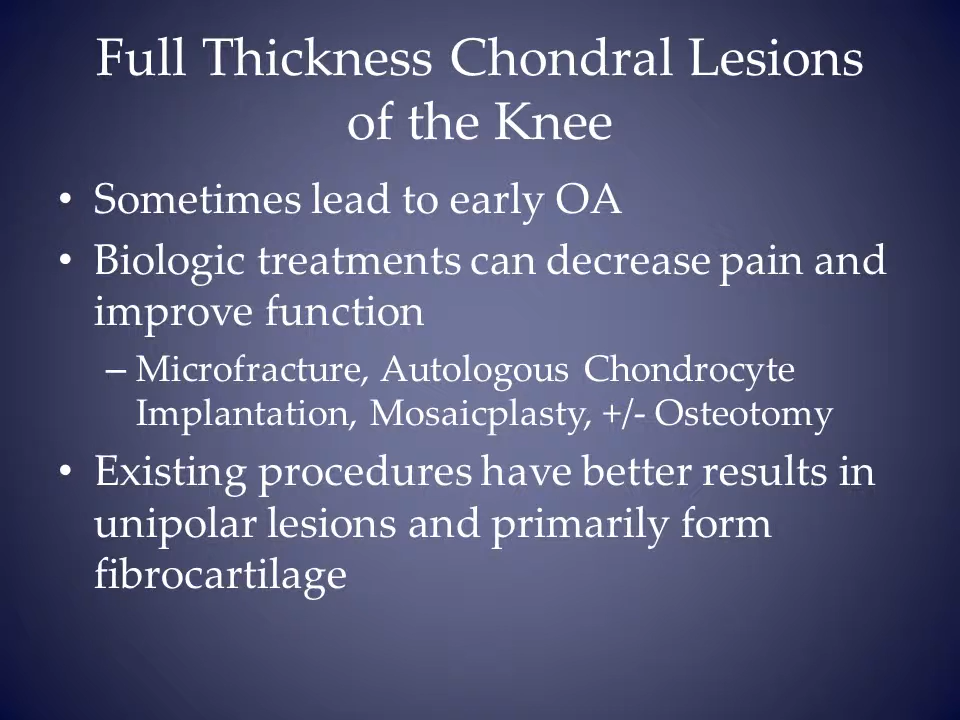 Full Thickness Chondral Lesions
of the Knee
• Sometimes lead to early OA
• Biologic treatments can decrease pain and
improve function
– Microfracture, Autologous Chondrocyte
Implantation, Mosaicplasty, +/- Osteotomy
• Existing procedures have better results in
unipolar lesions and primarily form
fibrocartilage